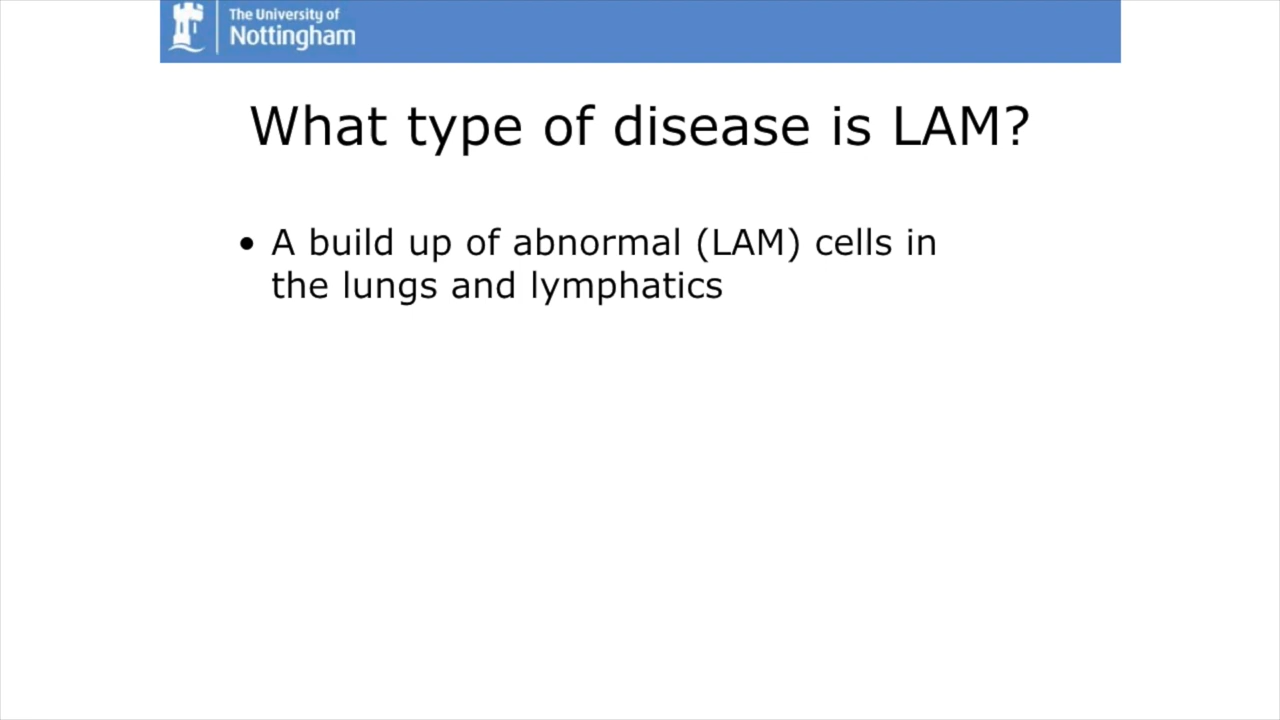 The University of
Nottingham
What type of disease is LAM?
• A build up of abnormal (LAM) cells in
the lungs and lymphatics